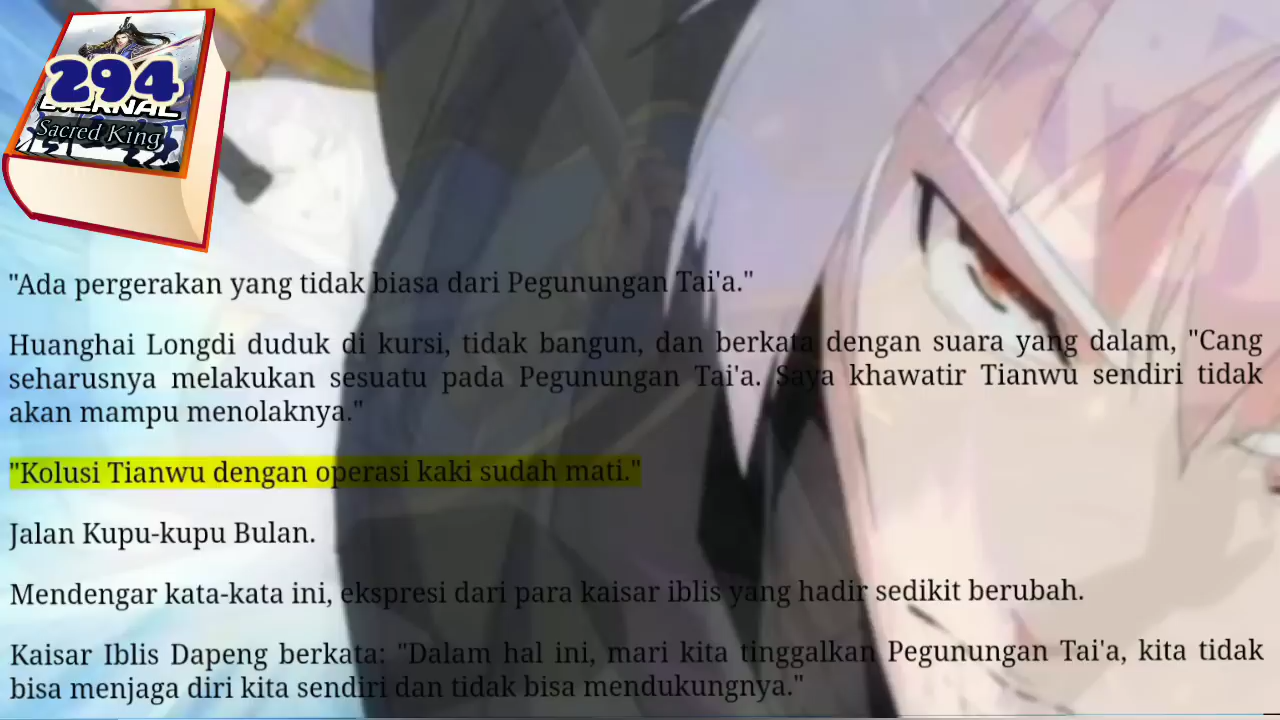 294
ETERNAL
Sacred King
"Ada pergerakan yang tidak biasa dari Pegunungan Tai'a."
Huanghai Longdi duduk di kursi, tidak bangun, dan berkata dengan suara yang dalam, "Cang
seharusnya melakukan sesuatu pada Pegunungan Tai'a. Saya khawatir Tianwu sendiri tidak
akan mampu menolaknya."
"Kolusi Tianwu dengan operasi kaki sudah mati."
Jalan Kupu-kupu Bulan.
Mendengar kata-kata ini, ekspresi dari para kaisar iblis yang hadir sedikit berubah.
Kaisar Iblis Dapeng berkata: "Dalam hal ini, mari kita tinggalkan Pegunungan Tai'a, kita tidak
bisa menjaga diri kita sendiri dan tidak bisa mendukungnya."